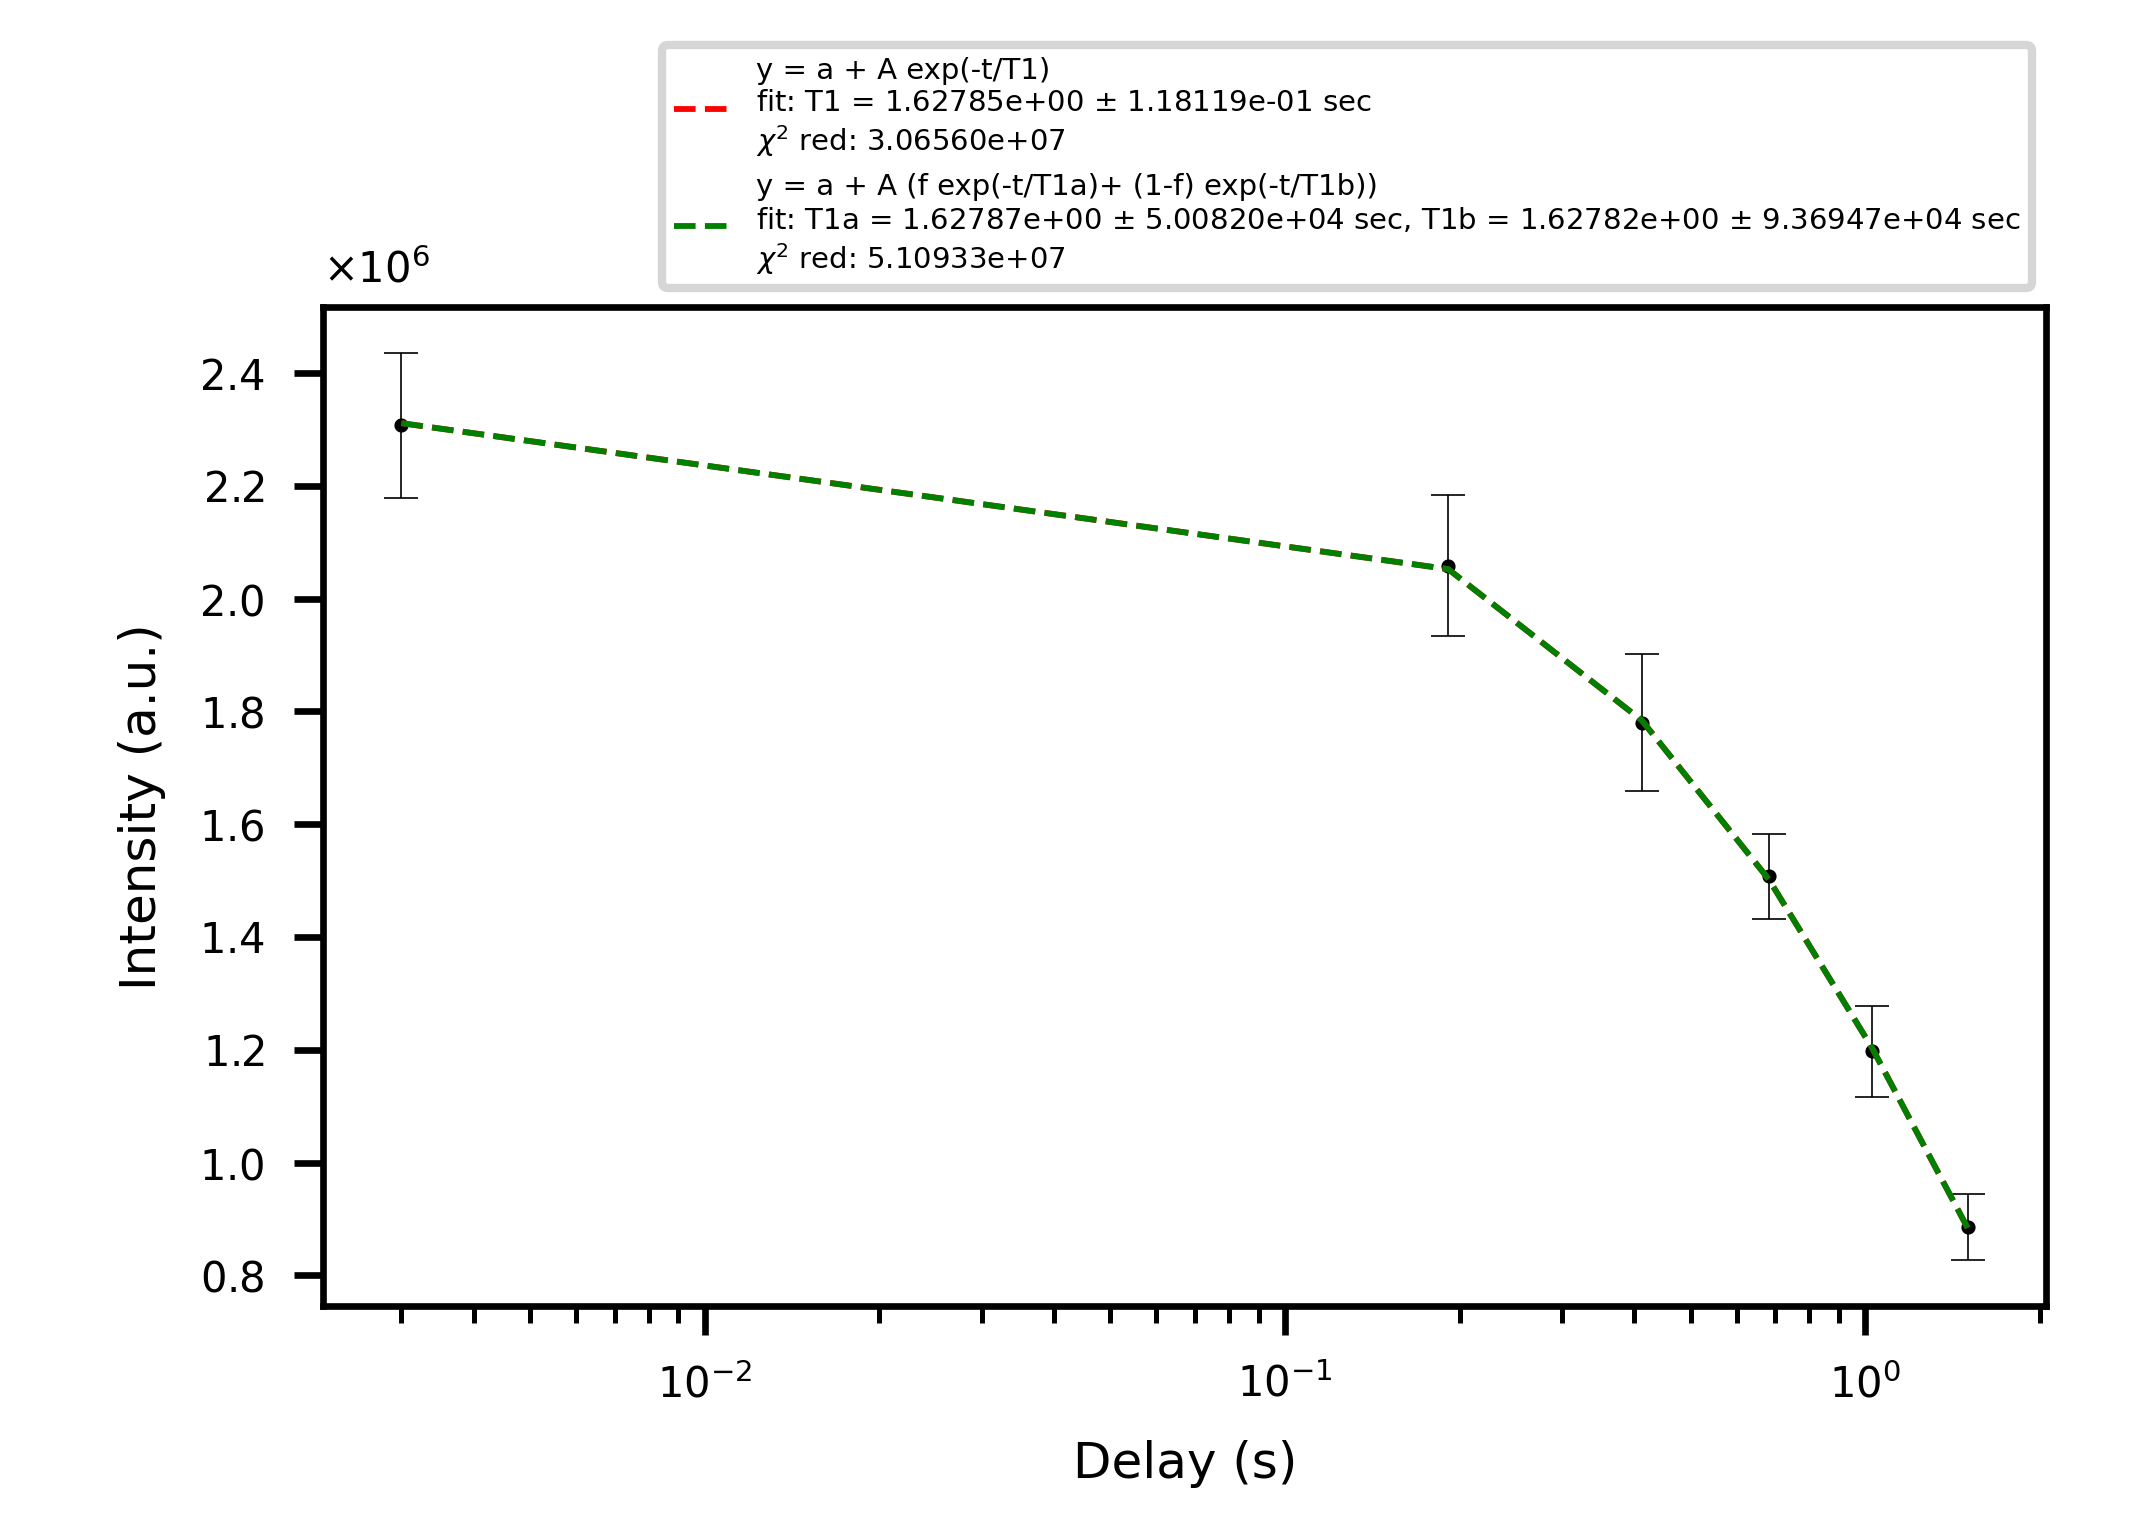 y = a + A exp(-t/T1)
fit: T1 = 1.62785e+00 ± 1.18119e-01 sec
χ² red: 3.06560e+07
y = a + A (f exp(-t/T1a)+ (1-f) exp(-t/T1b))
fit: T1a = 1.62787e+00 ± 5.00820e+04 sec, T1b = 1.62782e+00 ± 9.36947e+04 sec
χ² red: 5.10933e+07
×10⁶
2.4
2.2
2.0
1.8
1.6
1.4
1.2
1.0
0.8
Intensity (a.u.)
10⁻² 10⁻¹ 10⁰
Delay (s)